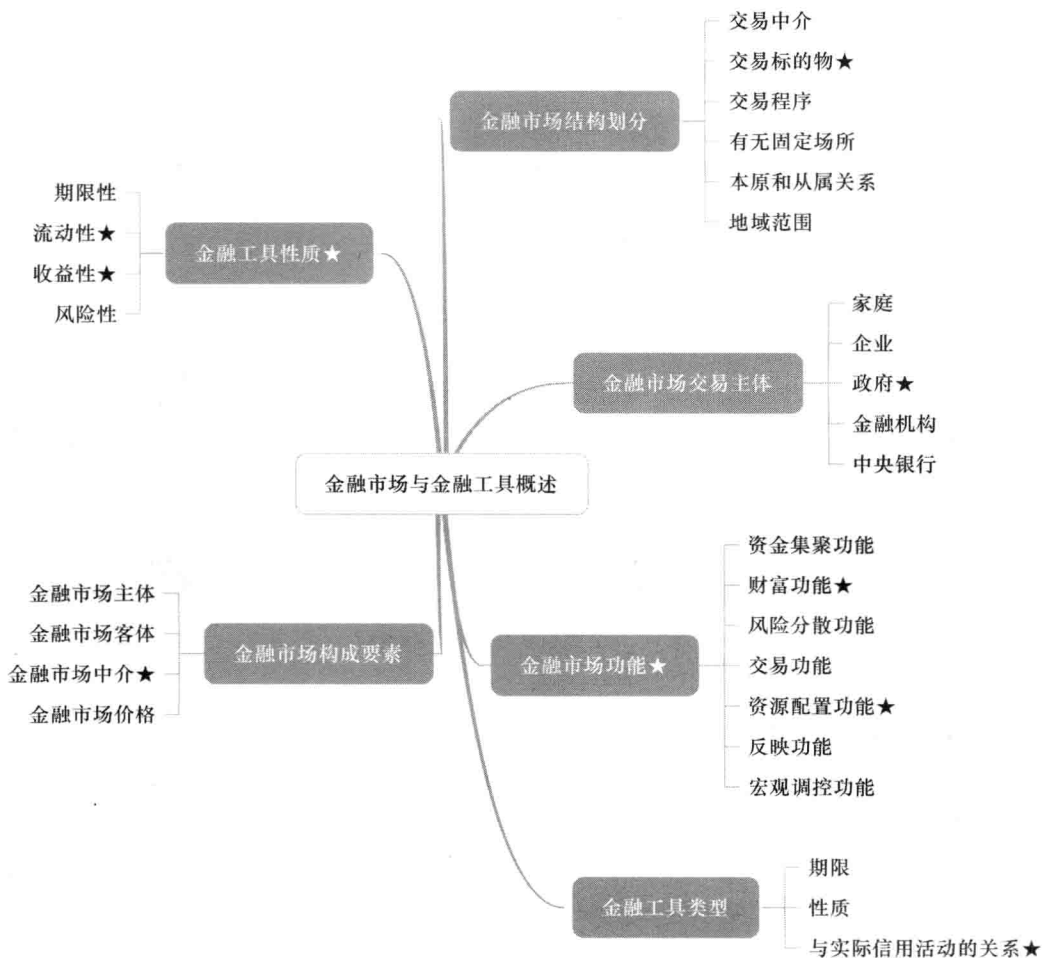 交易中介
交易标的物★
金融市场结构划分
交易程序
有无固定场所
本原和从属关系
地域范围
期限性
流动性★
金融工具性质★
收益性★
风险性
家庭
企业
金融市场交易主体
政府★
金融机构
中央银行
金融市场与金融工具概述
资金集聚功能
财富功能★
风险分散功能
金融市场功能★
交易功能
资源配置功能★
反映功能
宏观调控功能
金融市场主体
金融市场客体
金融市场构成要素
金融市场中介★
金融市场价格
期限
金融工具类型
性质
与实际信用活动的关系★